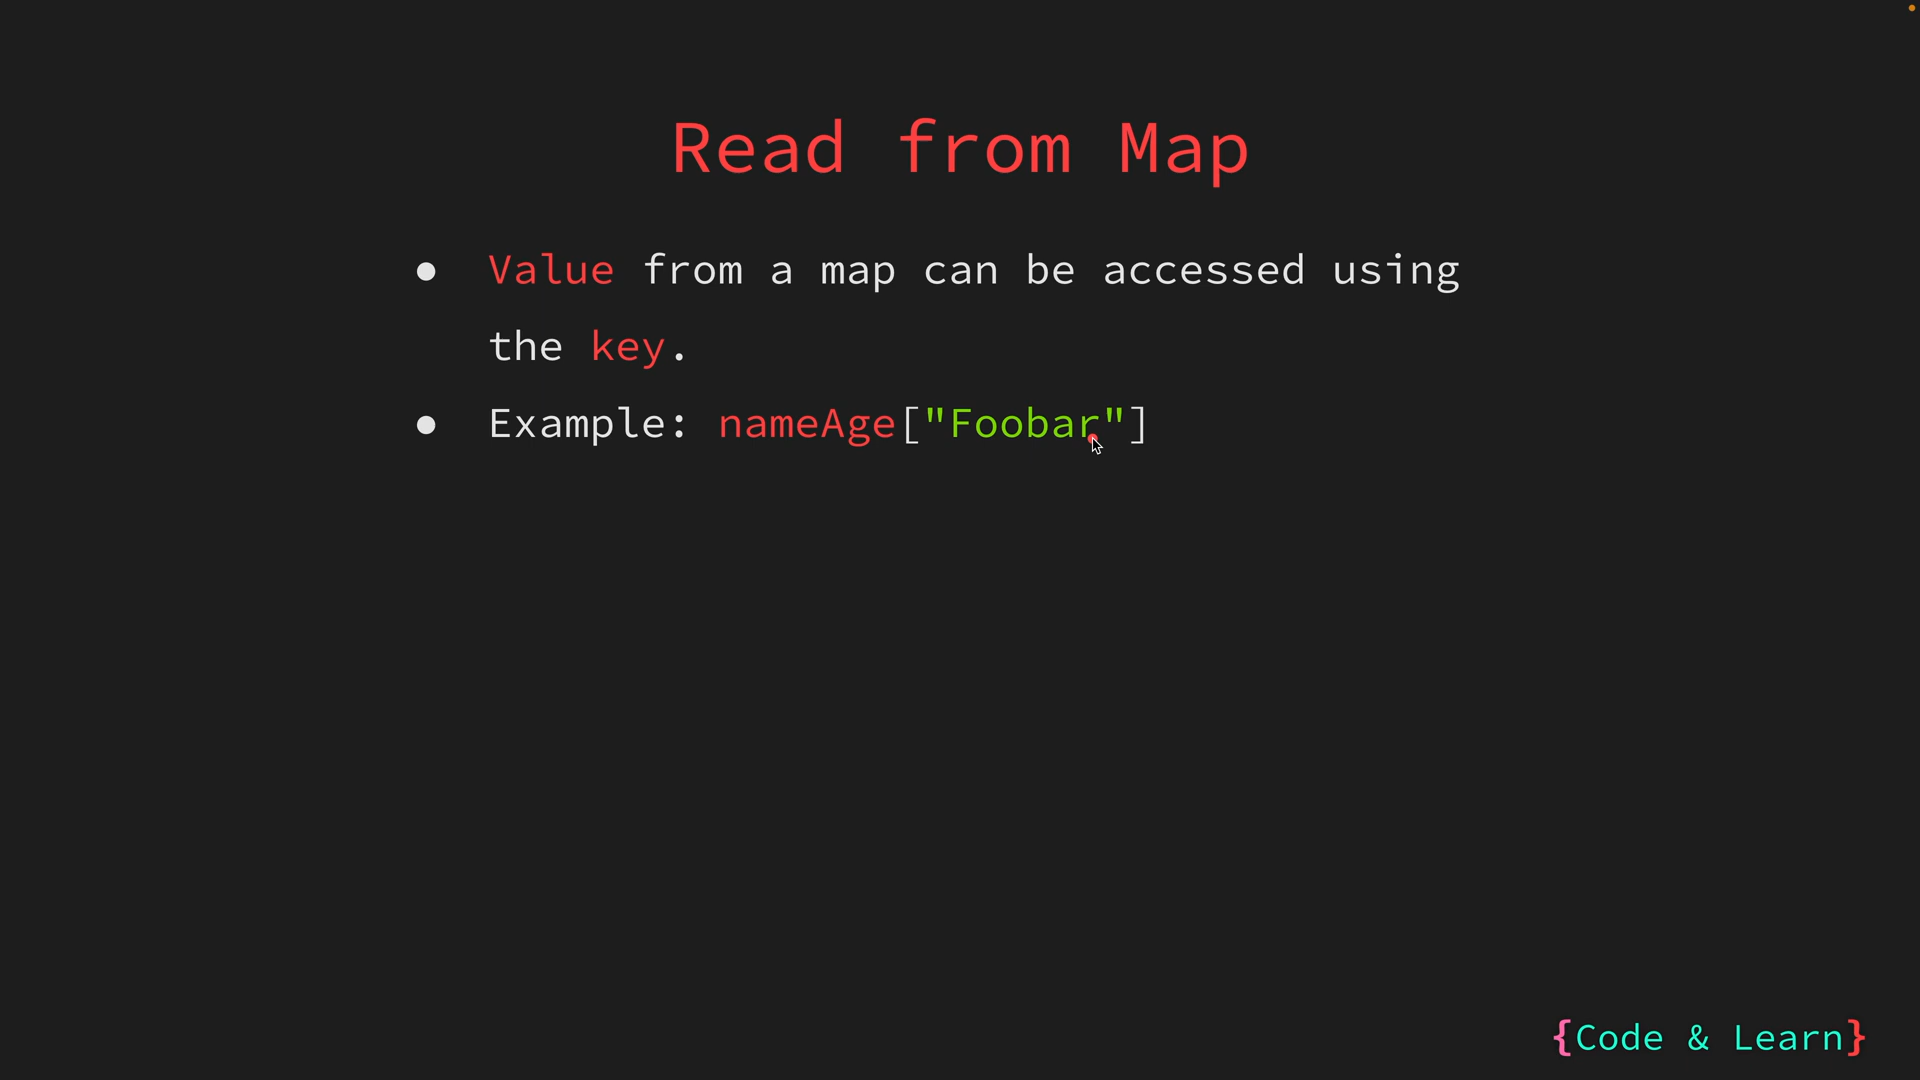 Read from Map
● Value from a map can be accessed using
the key.
● Example: nameAge["Foobar"]
{Code & Learn}